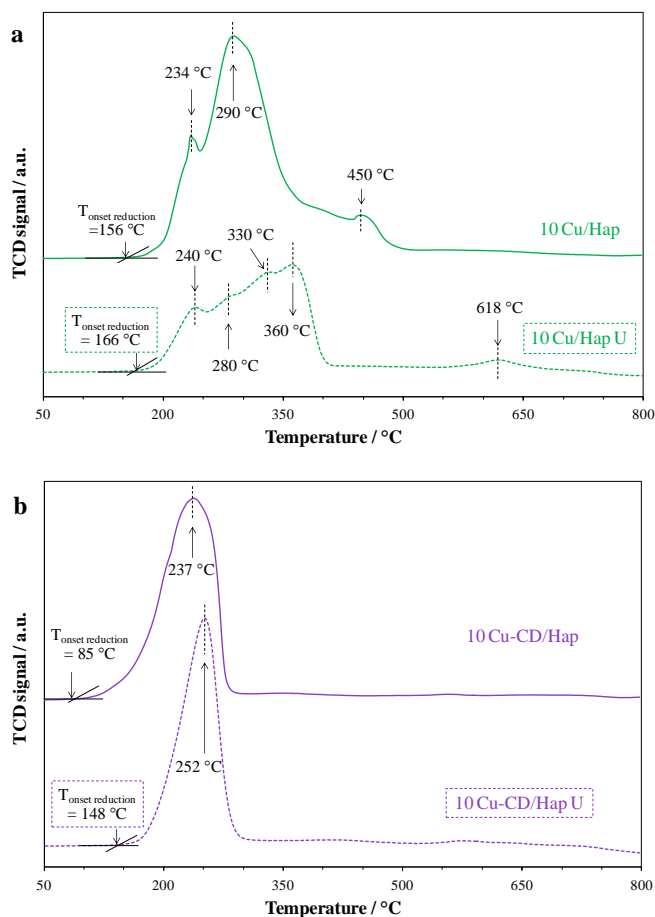 a
TCD signal / a.u.
234 °C
290 °C
450 °C
T onset reduction
=156 °C
10 Cu/Hap
240 °C
330 °C
T onset reduction
= 166 °C
280 °C
360 °C
618 °C
10 Cu/Hap U
50 200 350 500 650 800
Temperature / °C
b
TCD signal / a.u.
237 °C
T onset reduction
= 85 °C
10 Cu-CD/Hap
252 °C
T onset reduction
= 148 °C
10 Cu-CD/Hap U
50 200 350 500 650 800
Temperature / °C